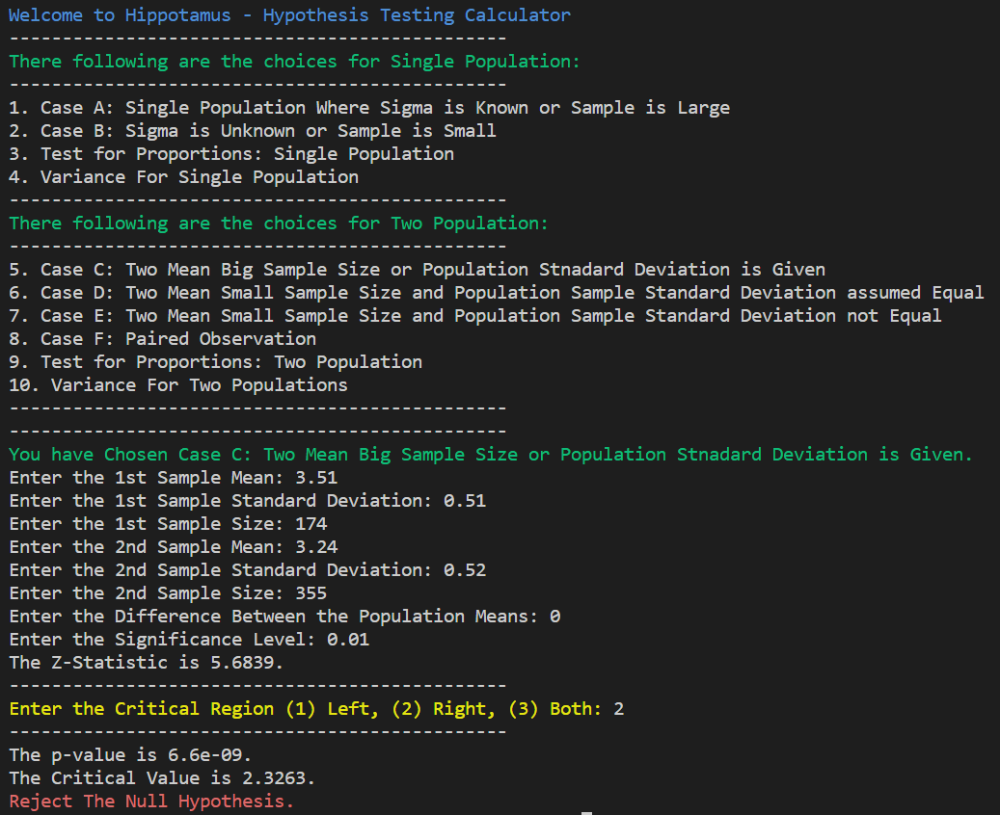 Welcome to Hippotamus - Hypothesis Testing Calculator
-----------------------------------------------
There following are the choices for Single Population:
-----------------------------------------------
1. Case A: Single Population Where Sigma is Known or Sample is Large
2. Case B: Sigma is Unknown or Sample is Small
3. Test for Proportions: Single Population
4. Variance For Single Population
-----------------------------------------------
There following are the choices for Two Population:
-----------------------------------------------
5. Case C: Two Mean Big Sample Size or Population Stnadard Deviation is Given
6. Case D: Two Mean Small Sample Size and Population Sample Standard Deviation assumed Equal
7. Case E: Two Mean Small Sample Size and Population Sample Standard Deviation not Equal
8. Case F: Paired Observation
9. Test for Proportions: Two Population
10. Variance For Two Populations
-----------------------------------------------
-----------------------------------------------
You have Chosen Case C: Two Mean Big Sample Size or Population Stnadard Deviation is Given.
Enter the 1st Sample Mean: 3.51
Enter the 1st Sample Standard Deviation: 0.51
Enter the 1st Sample Size: 174
Enter the 2nd Sample Mean: 3.24
Enter the 2nd Sample Standard Deviation: 0.52
Enter the 2nd Sample Size: 355
Enter the Difference Between the Population Means: 0
Enter the Significance Level: 0.01
The Z-Statistic is 5.6839.
-----------------------------------------------
Enter the Critical Region (1) Left, (2) Right, (3) Both: 2
-----------------------------------------------
The p-value is 6.6e-09.
The Critical Value is 2.3263.
Reject The Null Hypothesis.